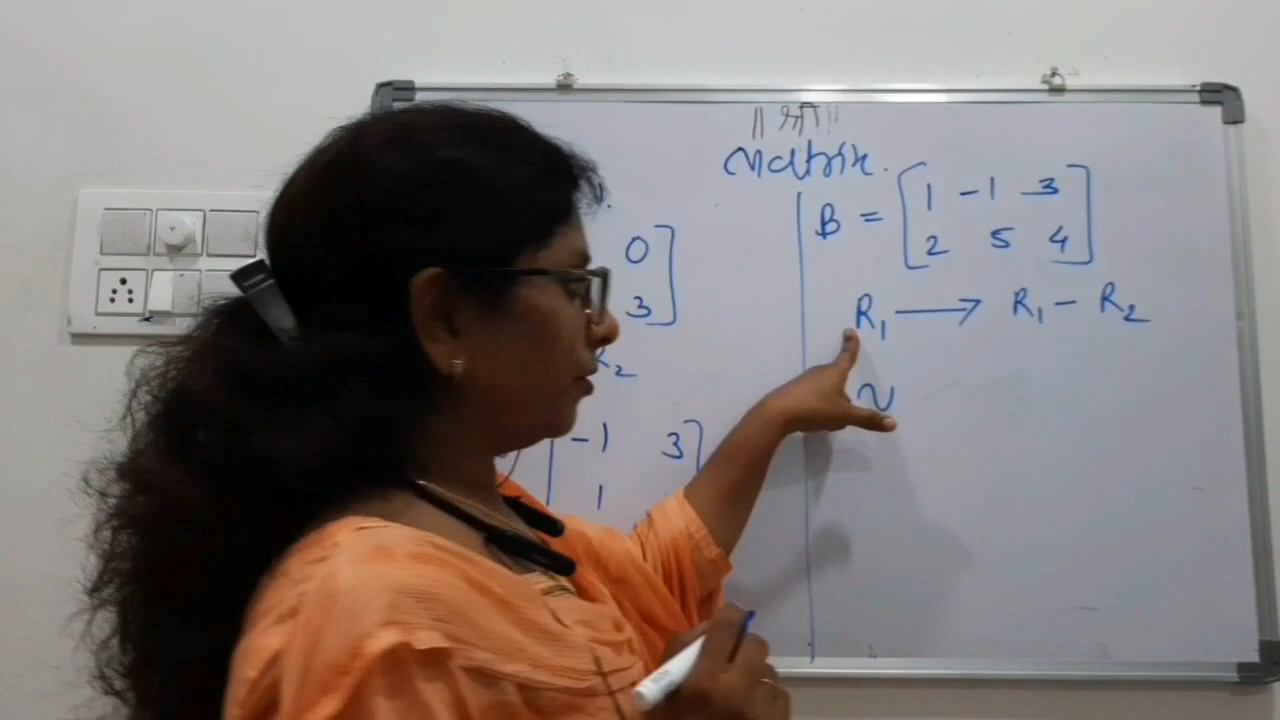 ॥ श्री ॥
Matrix.
0
3
R2
-1 3
1
B = [ 1 -1 3
2 5 4 ]
R1 → R1 - R2
~